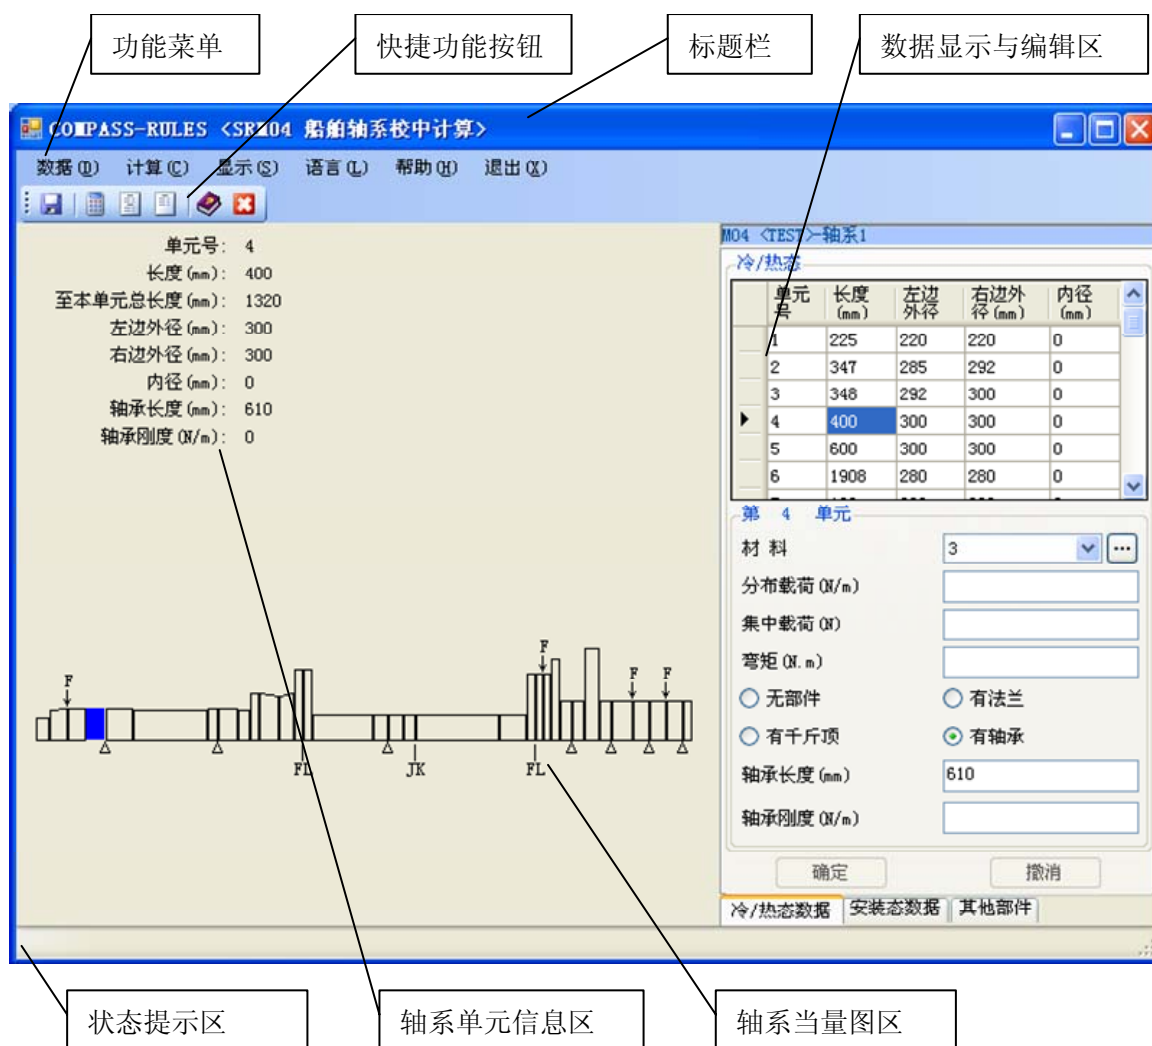 功能菜单
快捷功能按钮
标题栏
数据显示与编辑区
COMPASS-RULES <SRM04 船舶轴系校中计算>
数据(D) 计算(C) 显示(S) 语言(L) 帮助(H) 退出(X)
单元号: 4
长度(mm): 400
至本单元总长度(mm): 1320
左边外径(mm): 300
右边外径(mm): 300
内径(mm): 0
轴承长度(mm): 610
轴承刚度(N/m): 0
F
FL
JK
FL
F
F
F
M04 <TEST>-轴系1
冷/热态
单元号 长度(mm) 左边外径 右边外径(mm) 内径(mm)
1 225 220 220 0
2 347 285 292 0
3 348 292 300 0
4 400 300 300 0
5 600 300 300 0
6 1908 280 280 0
第 4 单元
材 料 3 ...
分布载荷(N/m)
集中载荷(N)
弯矩(N.m)
无部件 有法兰
有千斤顶 有轴承
轴承长度(mm) 610
轴承刚度(N/m)
确定 撤消
冷/热态数据 安装态数据 其他部件
状态提示区
轴系单元信息区
轴系当量图区